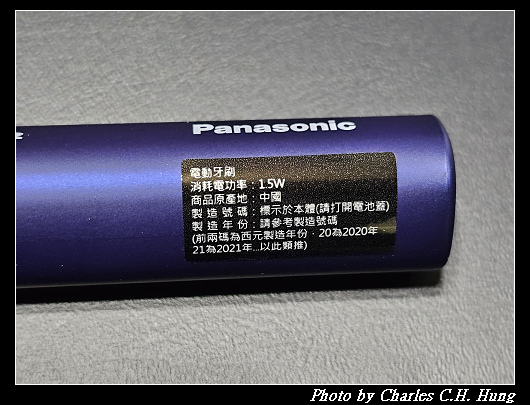 Panasonic
電動牙刷
消耗電功率：1.5W
商品原產地：中國
製造號碼：標示於本體(請打開電池蓋)
製造年份：請參考製造號碼
(前兩碼為西元製造年份，20為2020年
21為2021年...以此類推)
Photo by Charles C.H. Hung